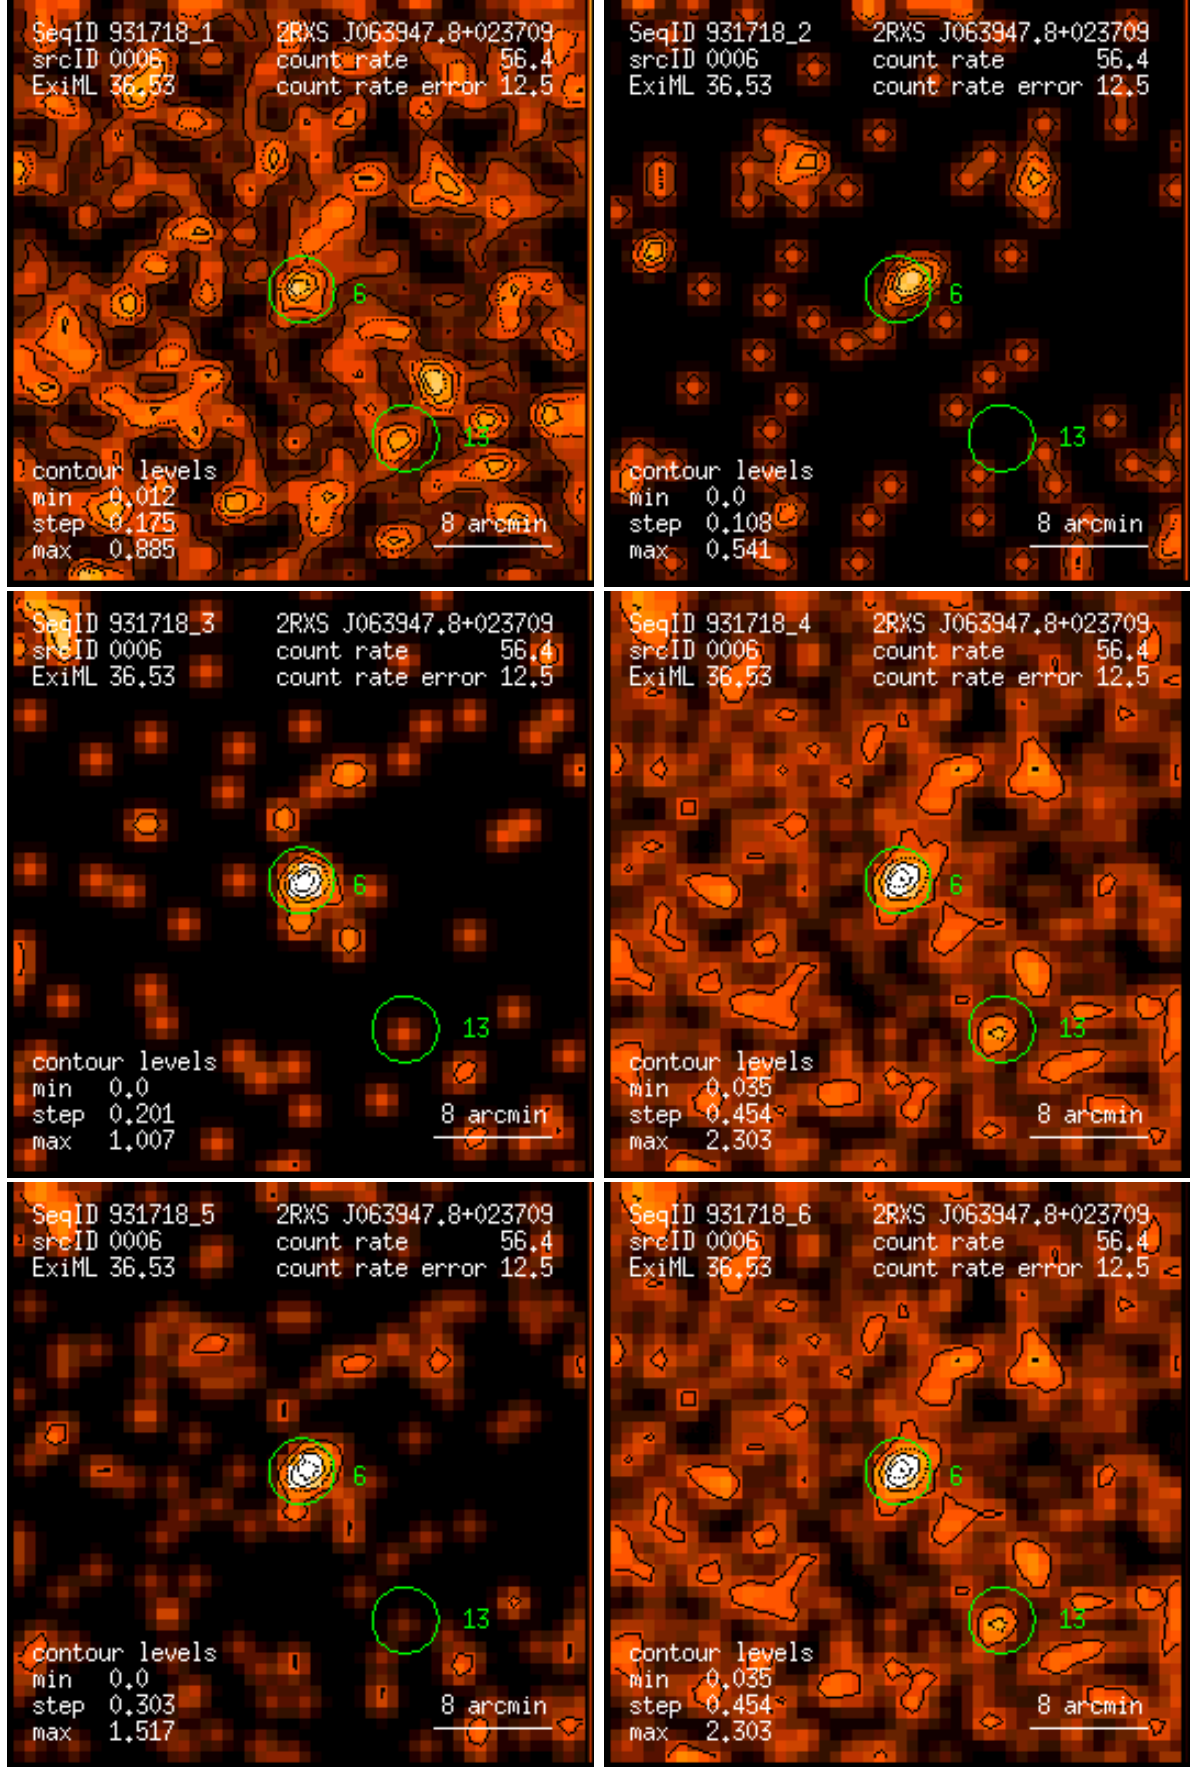 SeqID 931718_1 2RXS J063947.8+023709
srcID 0006 count rate 56.4
ExiML 36.53 count rate error 12.5
6
13
contour levels
min 0.012
step 0.175 8 arcmin
max 0.885
SeqID 931718_2 2RXS J063947.8+023709
srcID 0006 count rate 56.4
ExiML 36.53 count rate error 12.5
6
13
contour levels
min 0.0
step 0.108 8 arcmin
max 0.541
SeqID 931718_3 2RXS J063947.8+023709
srcID 0006 count rate 56.4
ExiML 36.53 count rate error 12.5
6
13
contour levels
min 0.0
step 0.201 8 arcmin
max 1.007
SeqID 931718_4 2RXS J063947.8+023709
srcID 0006 count rate 56.4
ExiML 36.53 count rate error 12.5
6
13
contour levels
min 0.035
step 0.454 8 arcmin
max 2.303
SeqID 931718_5 2RXS J063947.8+023709
srcID 0006 count rate 56.4
ExiML 36.53 count rate error 12.5
6
13
contour levels
min 0.0
step 0.303 8 arcmin
max 1.517
SeqID 931718_6 2RXS J063947.8+023709
srcID 0006 count rate 56.4
ExiML 36.53 count rate error 12.5
6
13
contour levels
min 0.035
step 0.454 8 arcmin
max 2.303